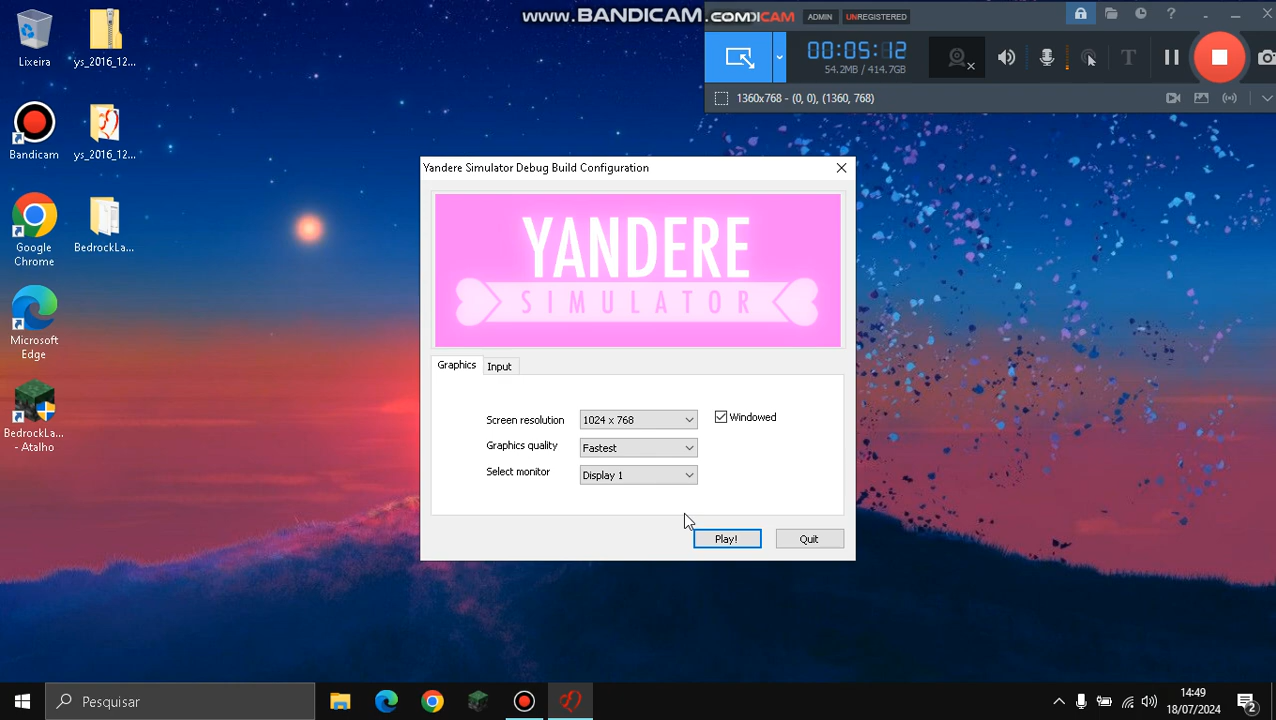 Lixeira
ys_2016_12...
Bandicam
ys_2016_12...
Google
Chrome
BedrockLa...
Microsoft
Edge
BedrockLa...
- Atalho
www.BANDICAM.com
ADMIN
UNREGISTERED
00:05:12
54.2MB / 414.7GB
1360x768 - (0, 0), (1360, 768)
Yandere Simulator Debug Build Configuration
YANDERE
SIMULATOR
Graphics
Input
Screen resolution
1024 x 768
Windowed
Graphics quality
Fastest
Select monitor
Display 1
Play!
Quit
Pesquisar
14:49
18/07/2024
2